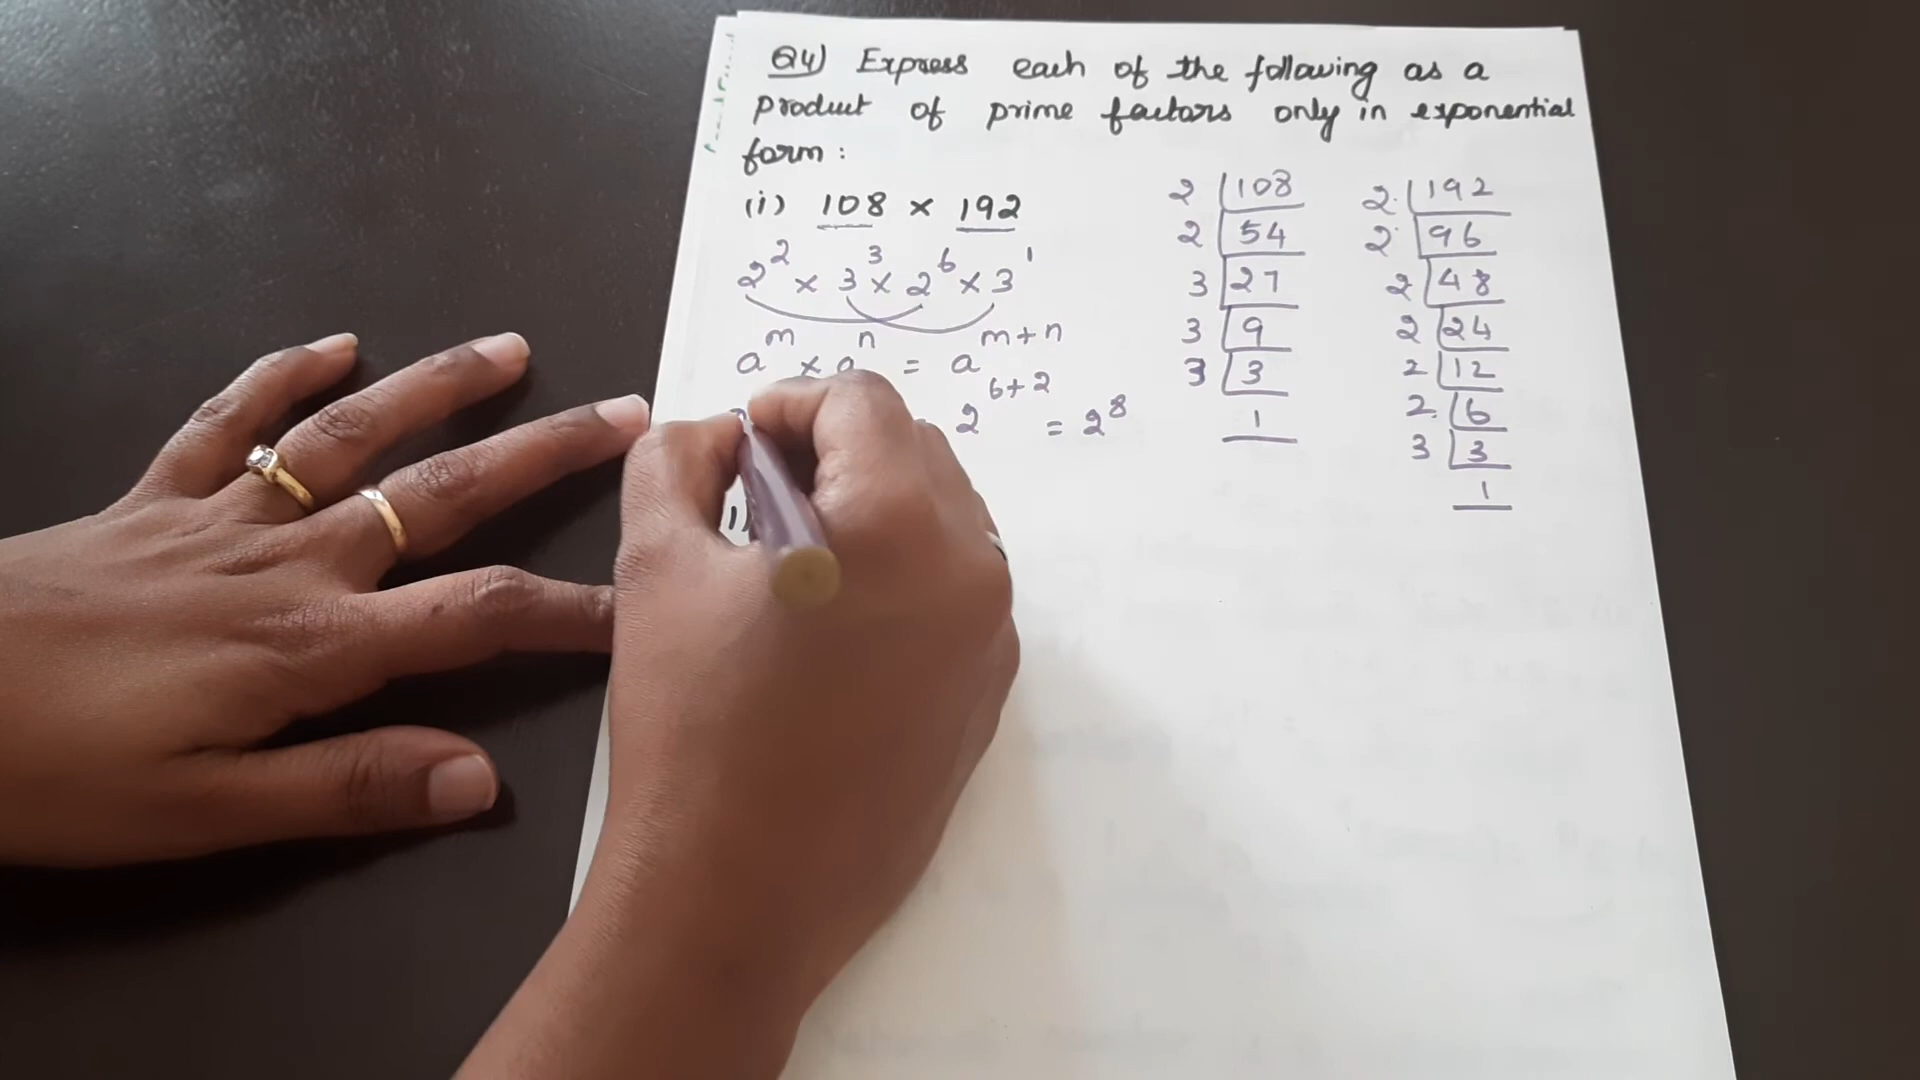 Q4) Express each of the following as a
product of prime factors only in exponential
form :
(i) 108 × 192
2² × 3³ × 2⁶ × 3¹
aᵐ × aⁿ = aᵐ⁺ⁿ
2⁶⁺² = 2⁸
2 | 108
2 | 54
3 | 27
3 | 9
3 | 3
1
2 | 192
2 | 96
2 | 48
2 | 24
2 | 12
2 | 6
3 | 3
1